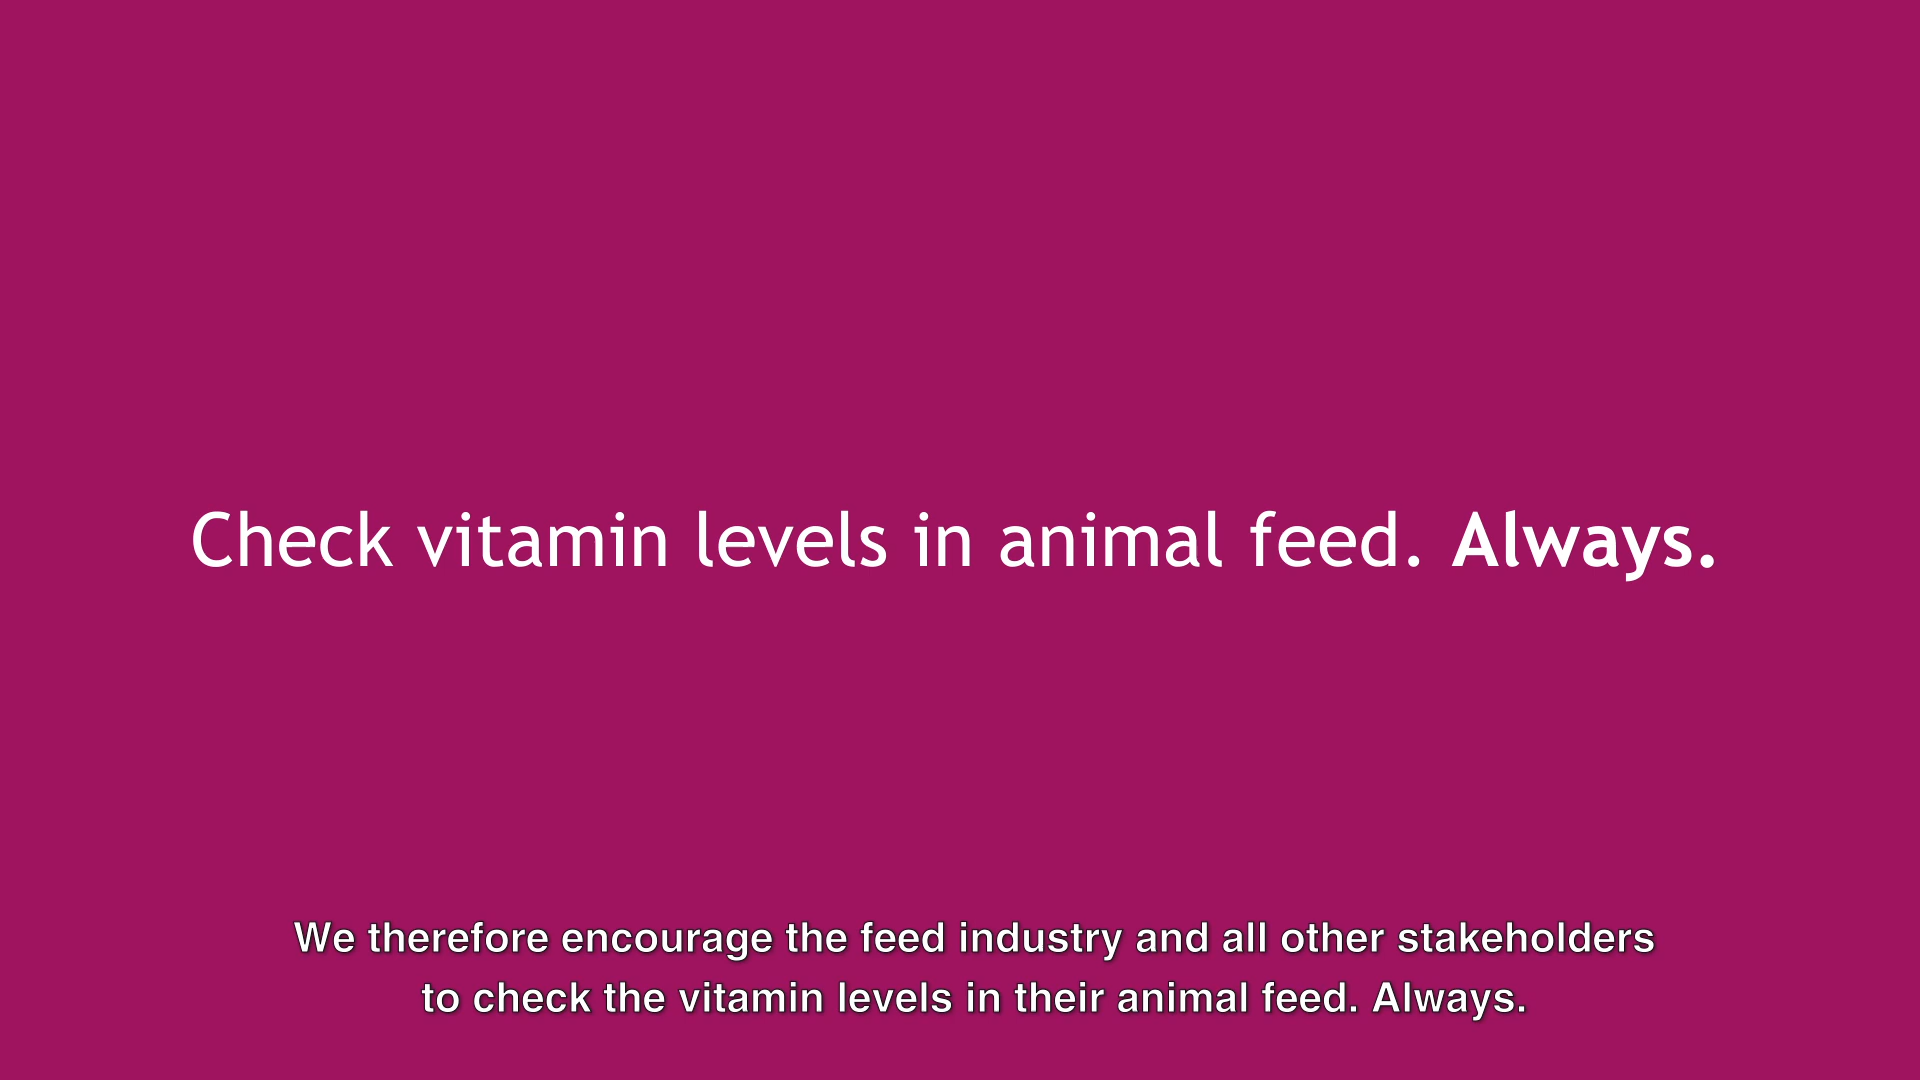 Check vitamin levels in animal feed. Always.
We therefore encourage the feed industry and all other stakeholders
to check the vitamin levels in their animal feed. Always.